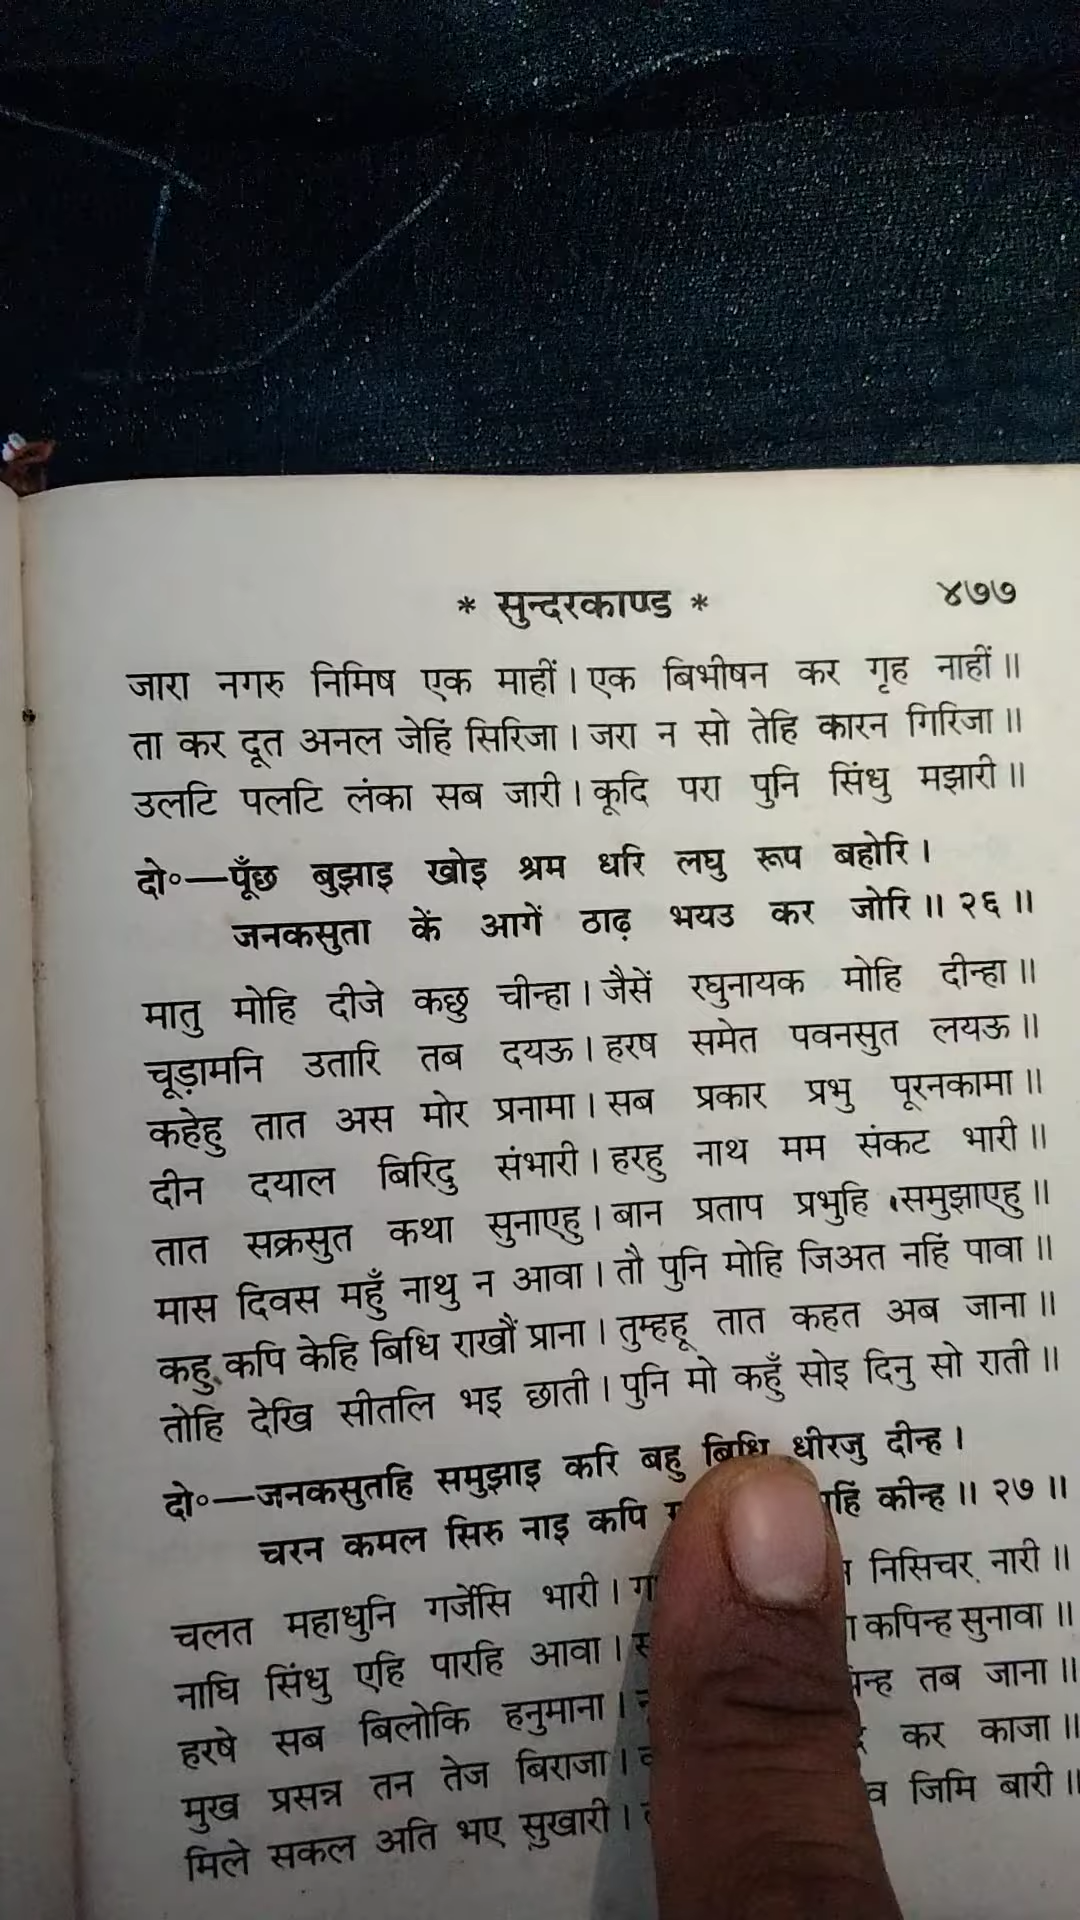 * सुन्दरकाण्ड * ४७७
जारा नगरु निमिष एक माहीं। एक बिभीषन कर गृह नाहीं॥
ता कर दूत अनल जेहिं सिरिजा। जरा न सो तेहि कारन गिरिजा॥
उलटि पलटि लंका सब जारी। कूदि परा पुनि सिंधु मझारी॥
दो०—पूँछ बुझाइ खोइ श्रम धरि लघु रूप बहोरि।
जनकसुता कें आगें ठाढ़ भयउ कर जोरि॥ २६॥
मातु मोहि दीजे कछु चीन्हा। जैसें रघुनायक मोहि दीन्हा॥
चूड़ामनि उतारि तब दयऊ। हरष समेत पवनसुत लयऊ॥
कहेहु तात अस मोर प्रनामा। सब प्रकार प्रभु पूरनकामा॥
दीन दयाल बिरिदु संभारी। हरहु नाथ मम संकट भारी॥
तात सक्रसुत कथा सुनाएहु। बान प्रताप प्रभुहि समुझाएहु॥
मास दिवस महुँ नाथु न आवा। तौ पुनि मोहि जिअत नहिं पावा॥
कहु कपि केहि बिधि राखौं प्राना। तुम्हहू तात कहत अब जाना॥
तोहि देखि सीतलि भइ छाती। पुनि मो कहुँ सोइ दिनु सो राती॥
दो०—जनकसुतहि समुझाइ करि बहु बिधि धीरजु दीन्ह।
चरन कमल सिरु नाइ कपि कीन्ह॥ २७॥
चलत महाधुनि गर्जेसि भारी। निसिचर नारी॥
नाघि सिंधु एहि पारहि आवा। कपिन्ह सुनावा॥
हरषे सब बिलोकि हनुमाना। तब जाना॥
मुख प्रसन्न तन तेज बिराजा। कर काजा॥
मिले सकल अति भए सुखारी। जिमि बारी॥